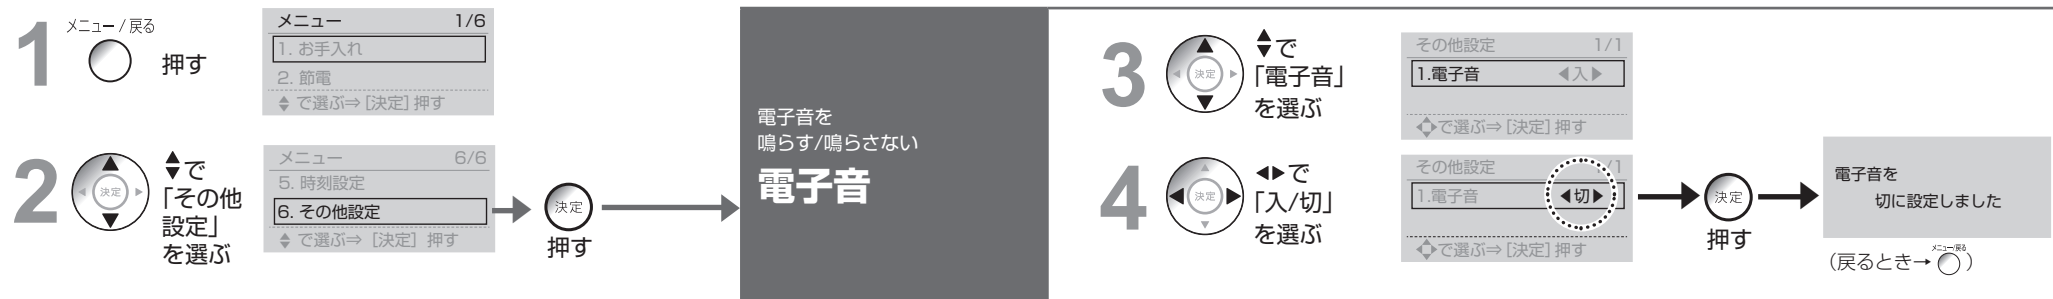 1
メニュー / 戻る
押す
メニュー 1/6
1. お手入れ
2. 節電
で選ぶ⇒ [決定] 押す
2
決定
で
「その他
設定」
を選ぶ
メニュー 6/6
5. 時刻設定
6. その他設定
で選ぶ⇒ [決定] 押す
決定
押す
電子音を
鳴らす/鳴らさない
電子音
3
決定
で
「電子音」
を選ぶ
その他設定 1/1
1.電子音 ◀入▶
で選ぶ⇒ [決定] 押す
4
決定
◀▶で
「入/切」
を選ぶ
その他設定 1/1
1.電子音 ◀切▶
で選ぶ⇒ [決定] 押す
決定
押す
電子音を
切に設定しました
メニュー/戻る
（戻るとき→ ）